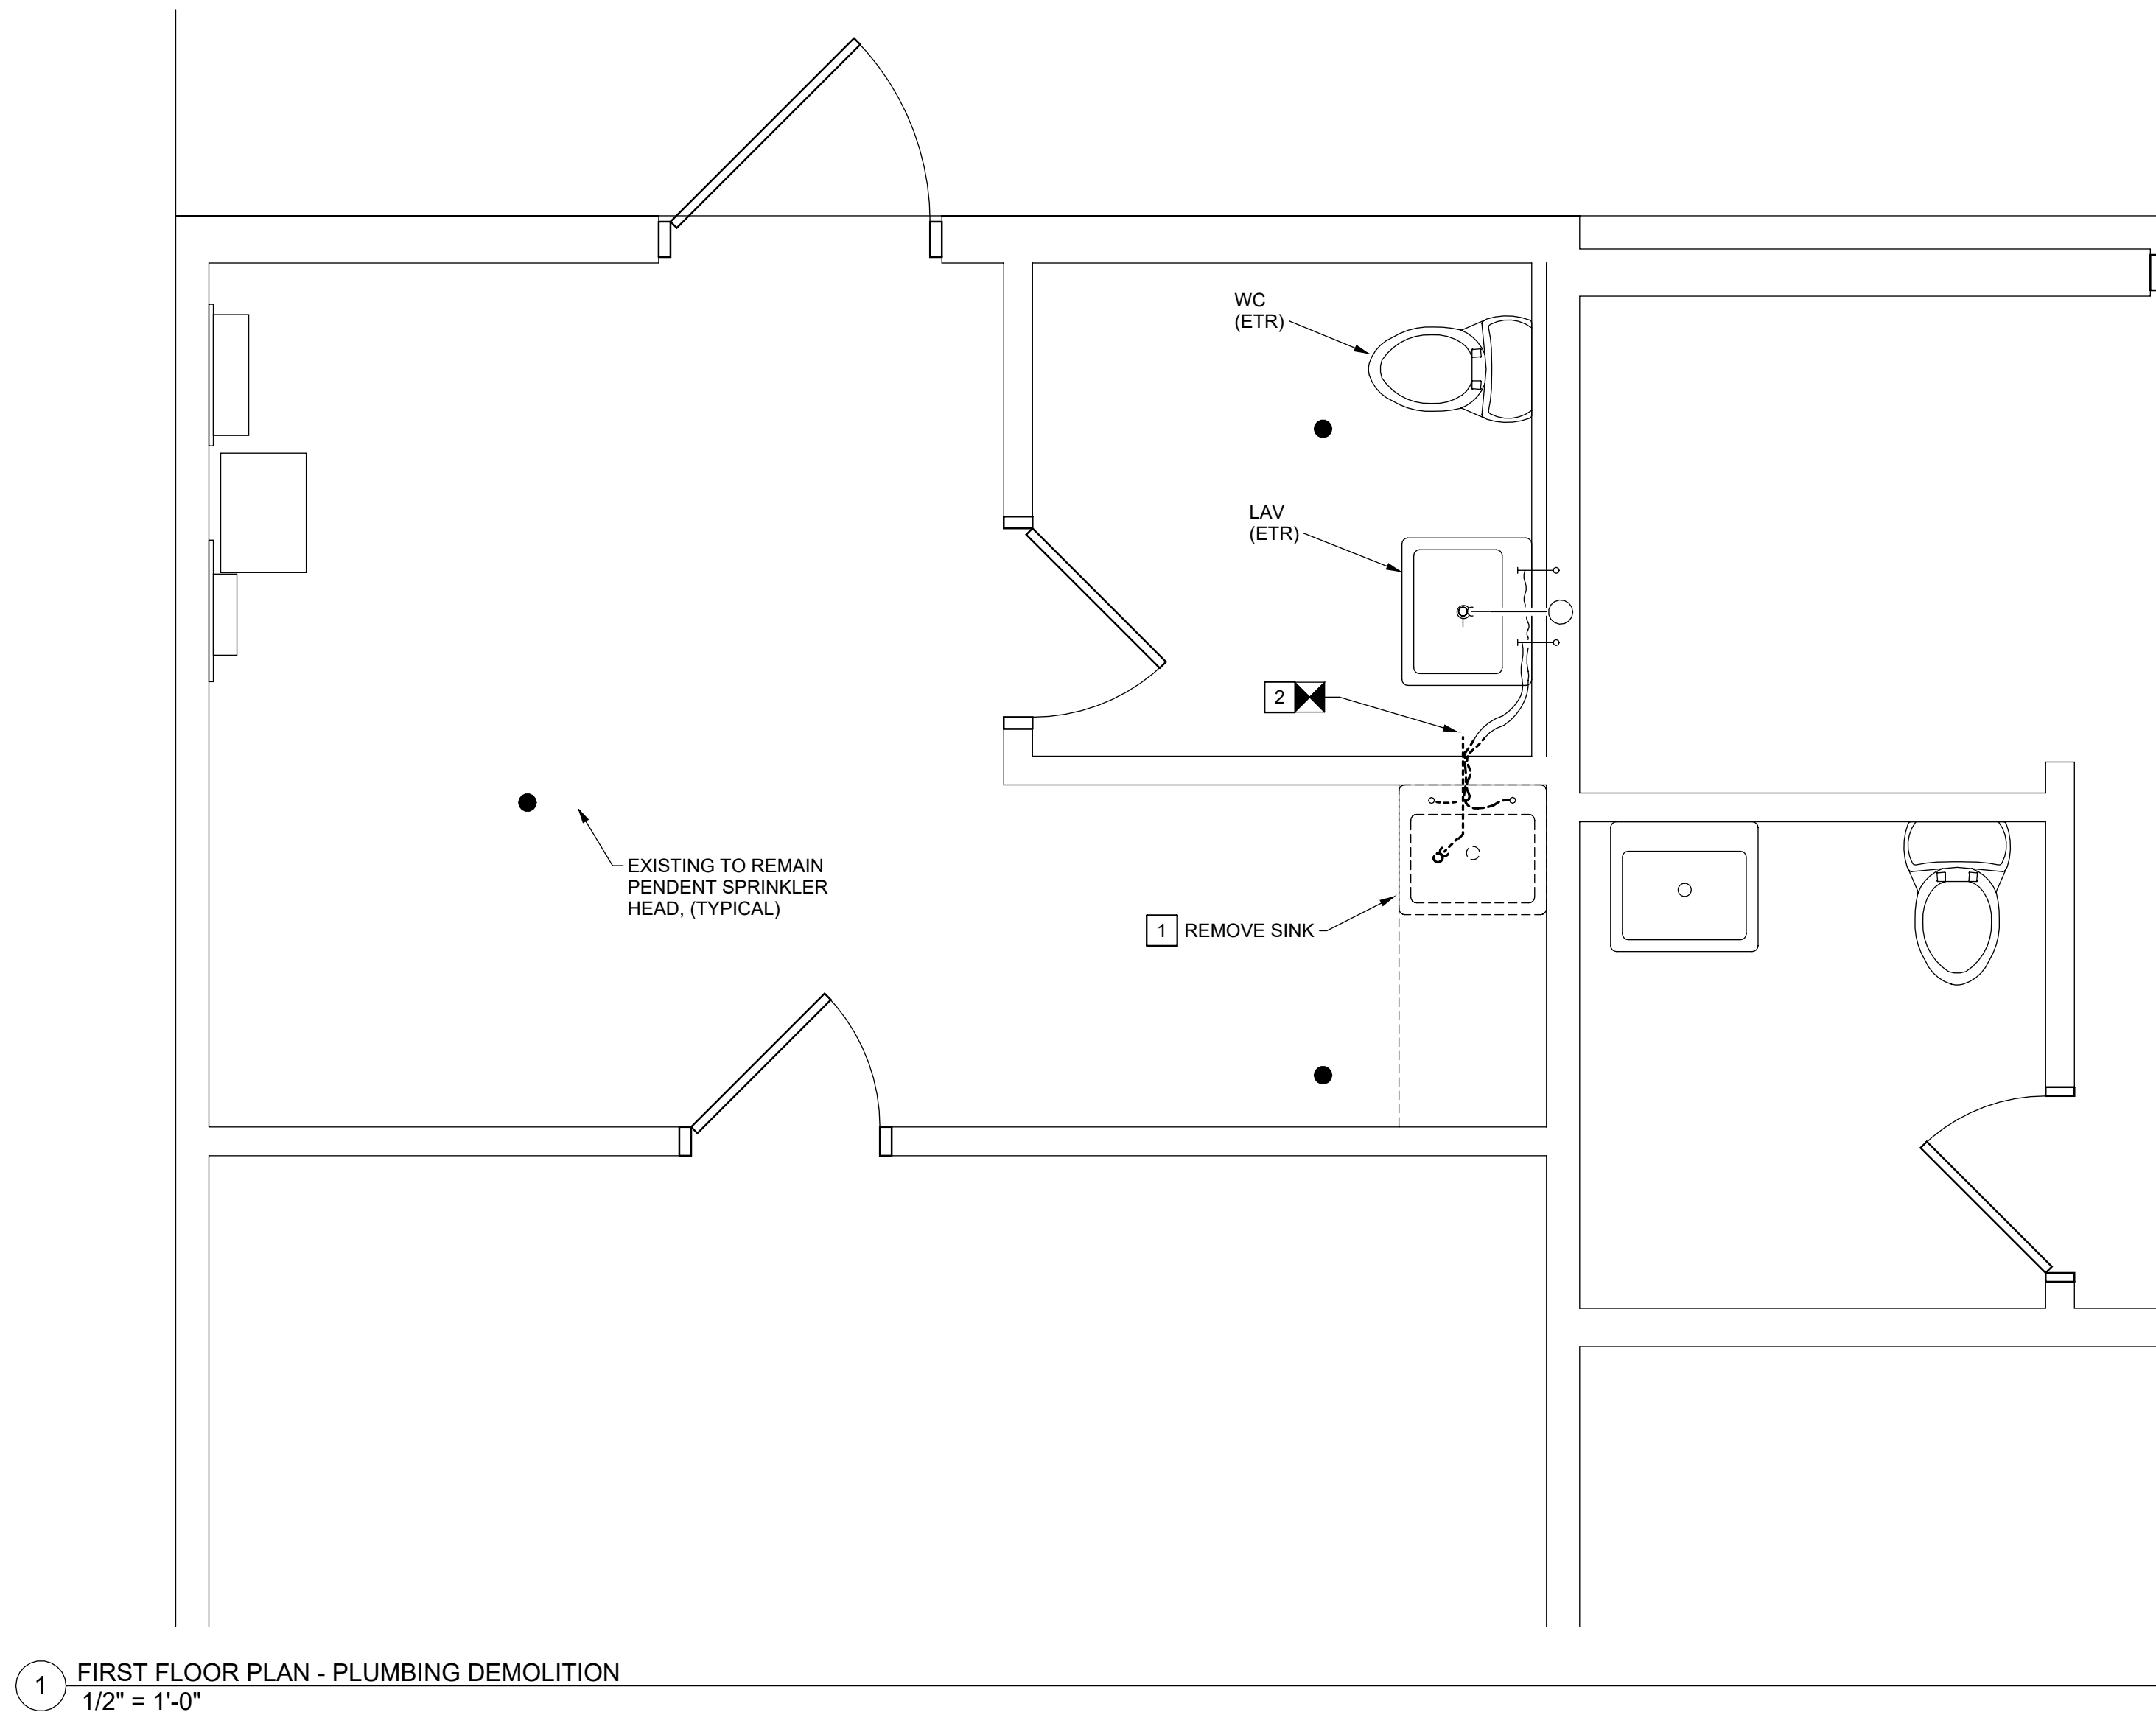 WC
(ETR)
LAV
(ETR)
2
EXISTING TO REMAIN
PENDENT SPRINKLER
HEAD, (TYPICAL)
1 REMOVE SINK
1 FIRST FLOOR PLAN - PLUMBING DEMOLITION
1/2" = 1'-0"